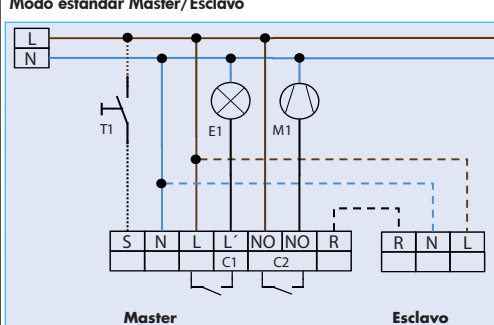 Modo estándar Master/Esclavo
L
N
T1
E1
M1
S N L L´ NO NO R
C1 C2
R N L
Master Esclavo